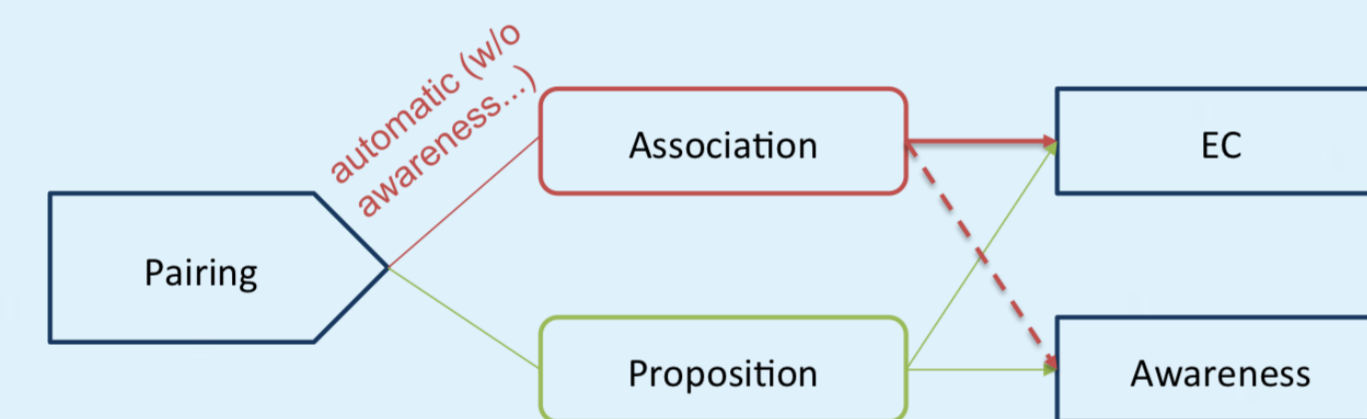 automatic (w/o
awareness...)
Association
EC
Pairing
Proposition
Awareness